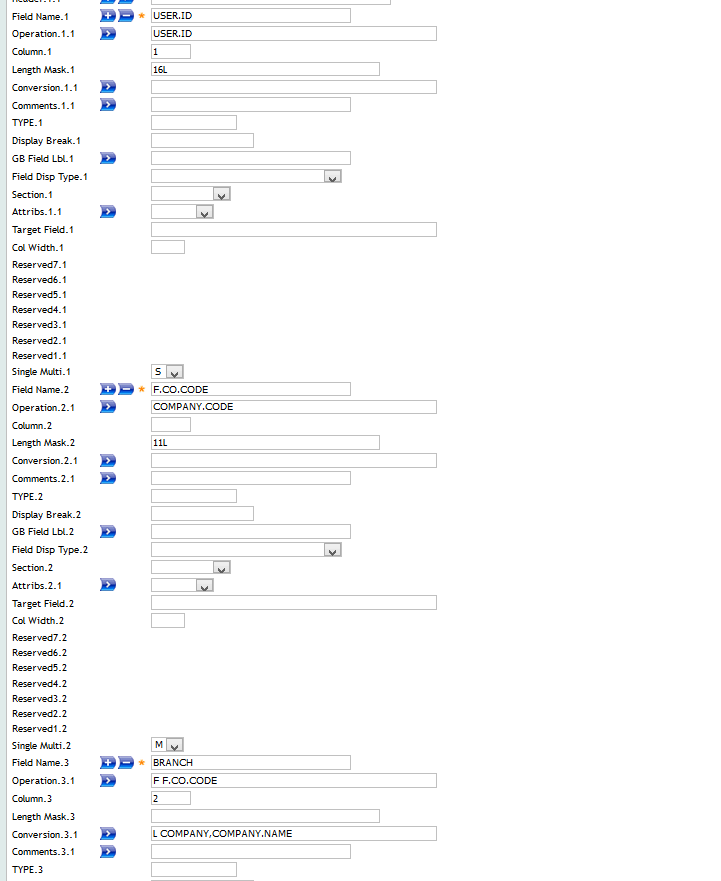 Field Name.1 * USER.ID
Operation.1.1 USER.ID
Column.1 1
Length Mask.1 16L
Conversion.1.1
Comments.1.1
TYPE.1
Display Break.1
GB Field Lbl.1
Field Disp Type.1
Section.1
Attribs.1.1
Target Field.1
Col Width.1
Reserved7.1
Reserved6.1
Reserved5.1
Reserved4.1
Reserved3.1
Reserved2.1
Reserved1.1
Single Multi.1 S
Field Name.2 * F.CO.CODE
Operation.2.1 COMPANY.CODE
Column.2
Length Mask.2 11L
Conversion.2.1
Comments.2.1
TYPE.2
Display Break.2
GB Field Lbl.2
Field Disp Type.2
Section.2
Attribs.2.1
Target Field.2
Col Width.2
Reserved7.2
Reserved6.2
Reserved5.2
Reserved4.2
Reserved3.2
Reserved2.2
Reserved1.2
Single Multi.2 M
Field Name.3 * BRANCH
Operation.3.1 F F.CO.CODE
Column.3 2
Length Mask.3
Conversion.3.1 L COMPANY,COMPANY.NAME
Comments.3.1
TYPE.3